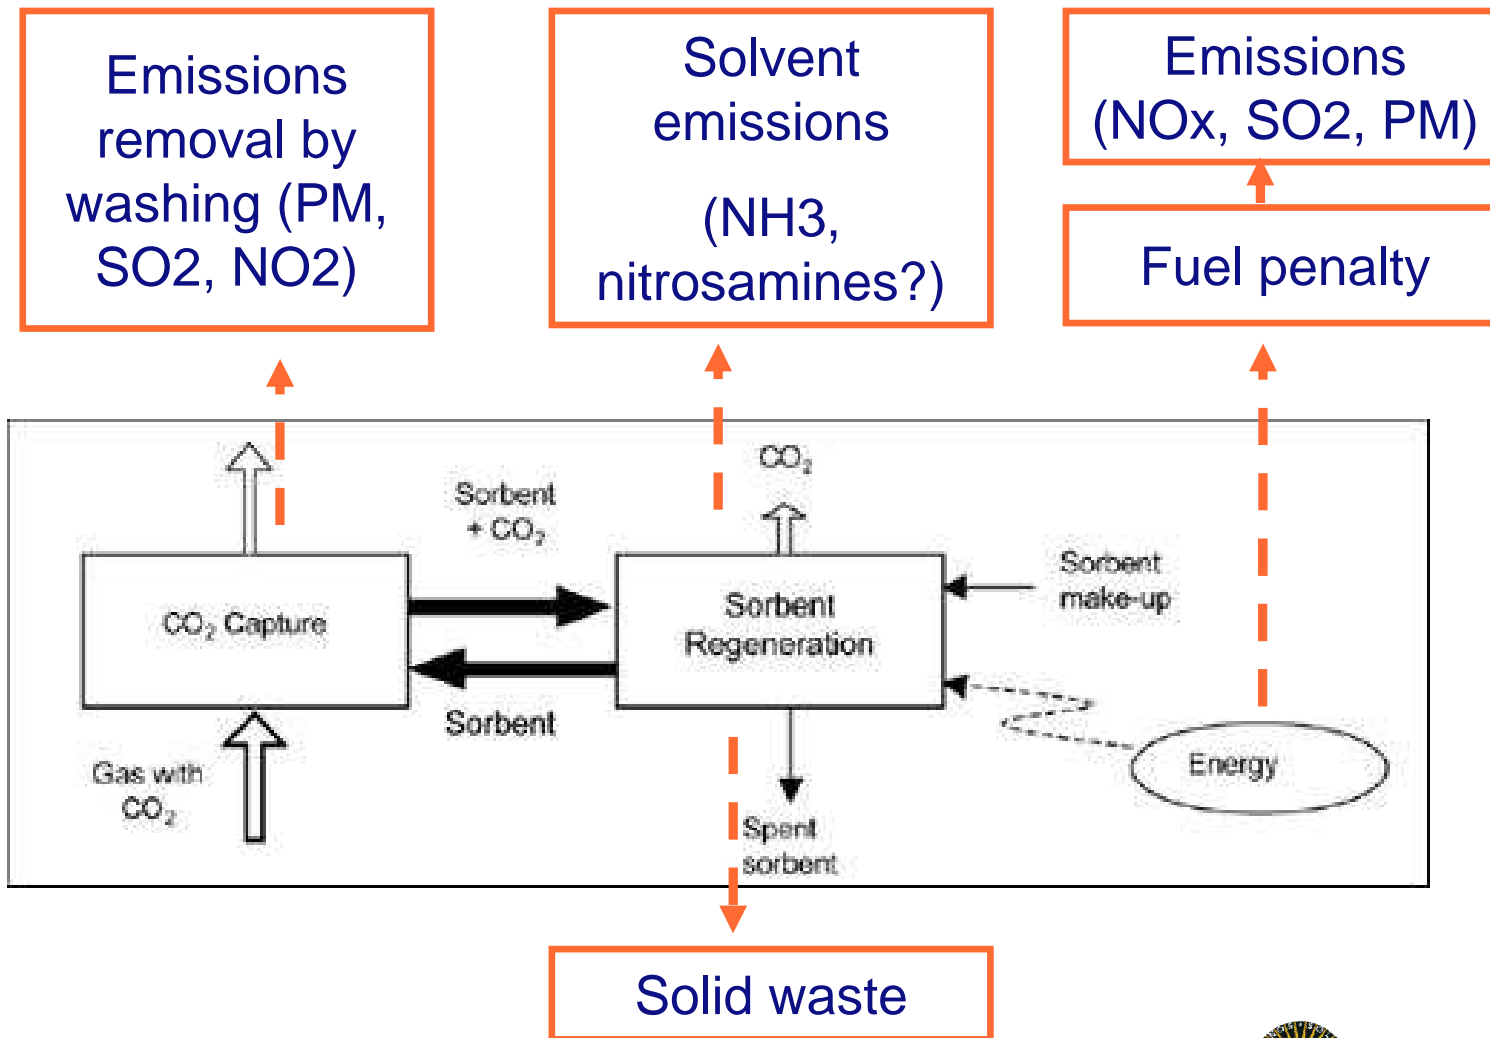 Emissions
removal by
washing (PM,
SO2, NO2)
Solvent
emissions
(NH3,
nitrosamines?)
Emissions
(NOx, SO2, PM)
Fuel penalty
CO₂
Sorbent
+ CO₂
CO₂ Capture
Sorbent
Regeneration
Sorbent
make-up
Sorbent
Gas with
CO₂
Energy
Spent
sorbent
Solid waste